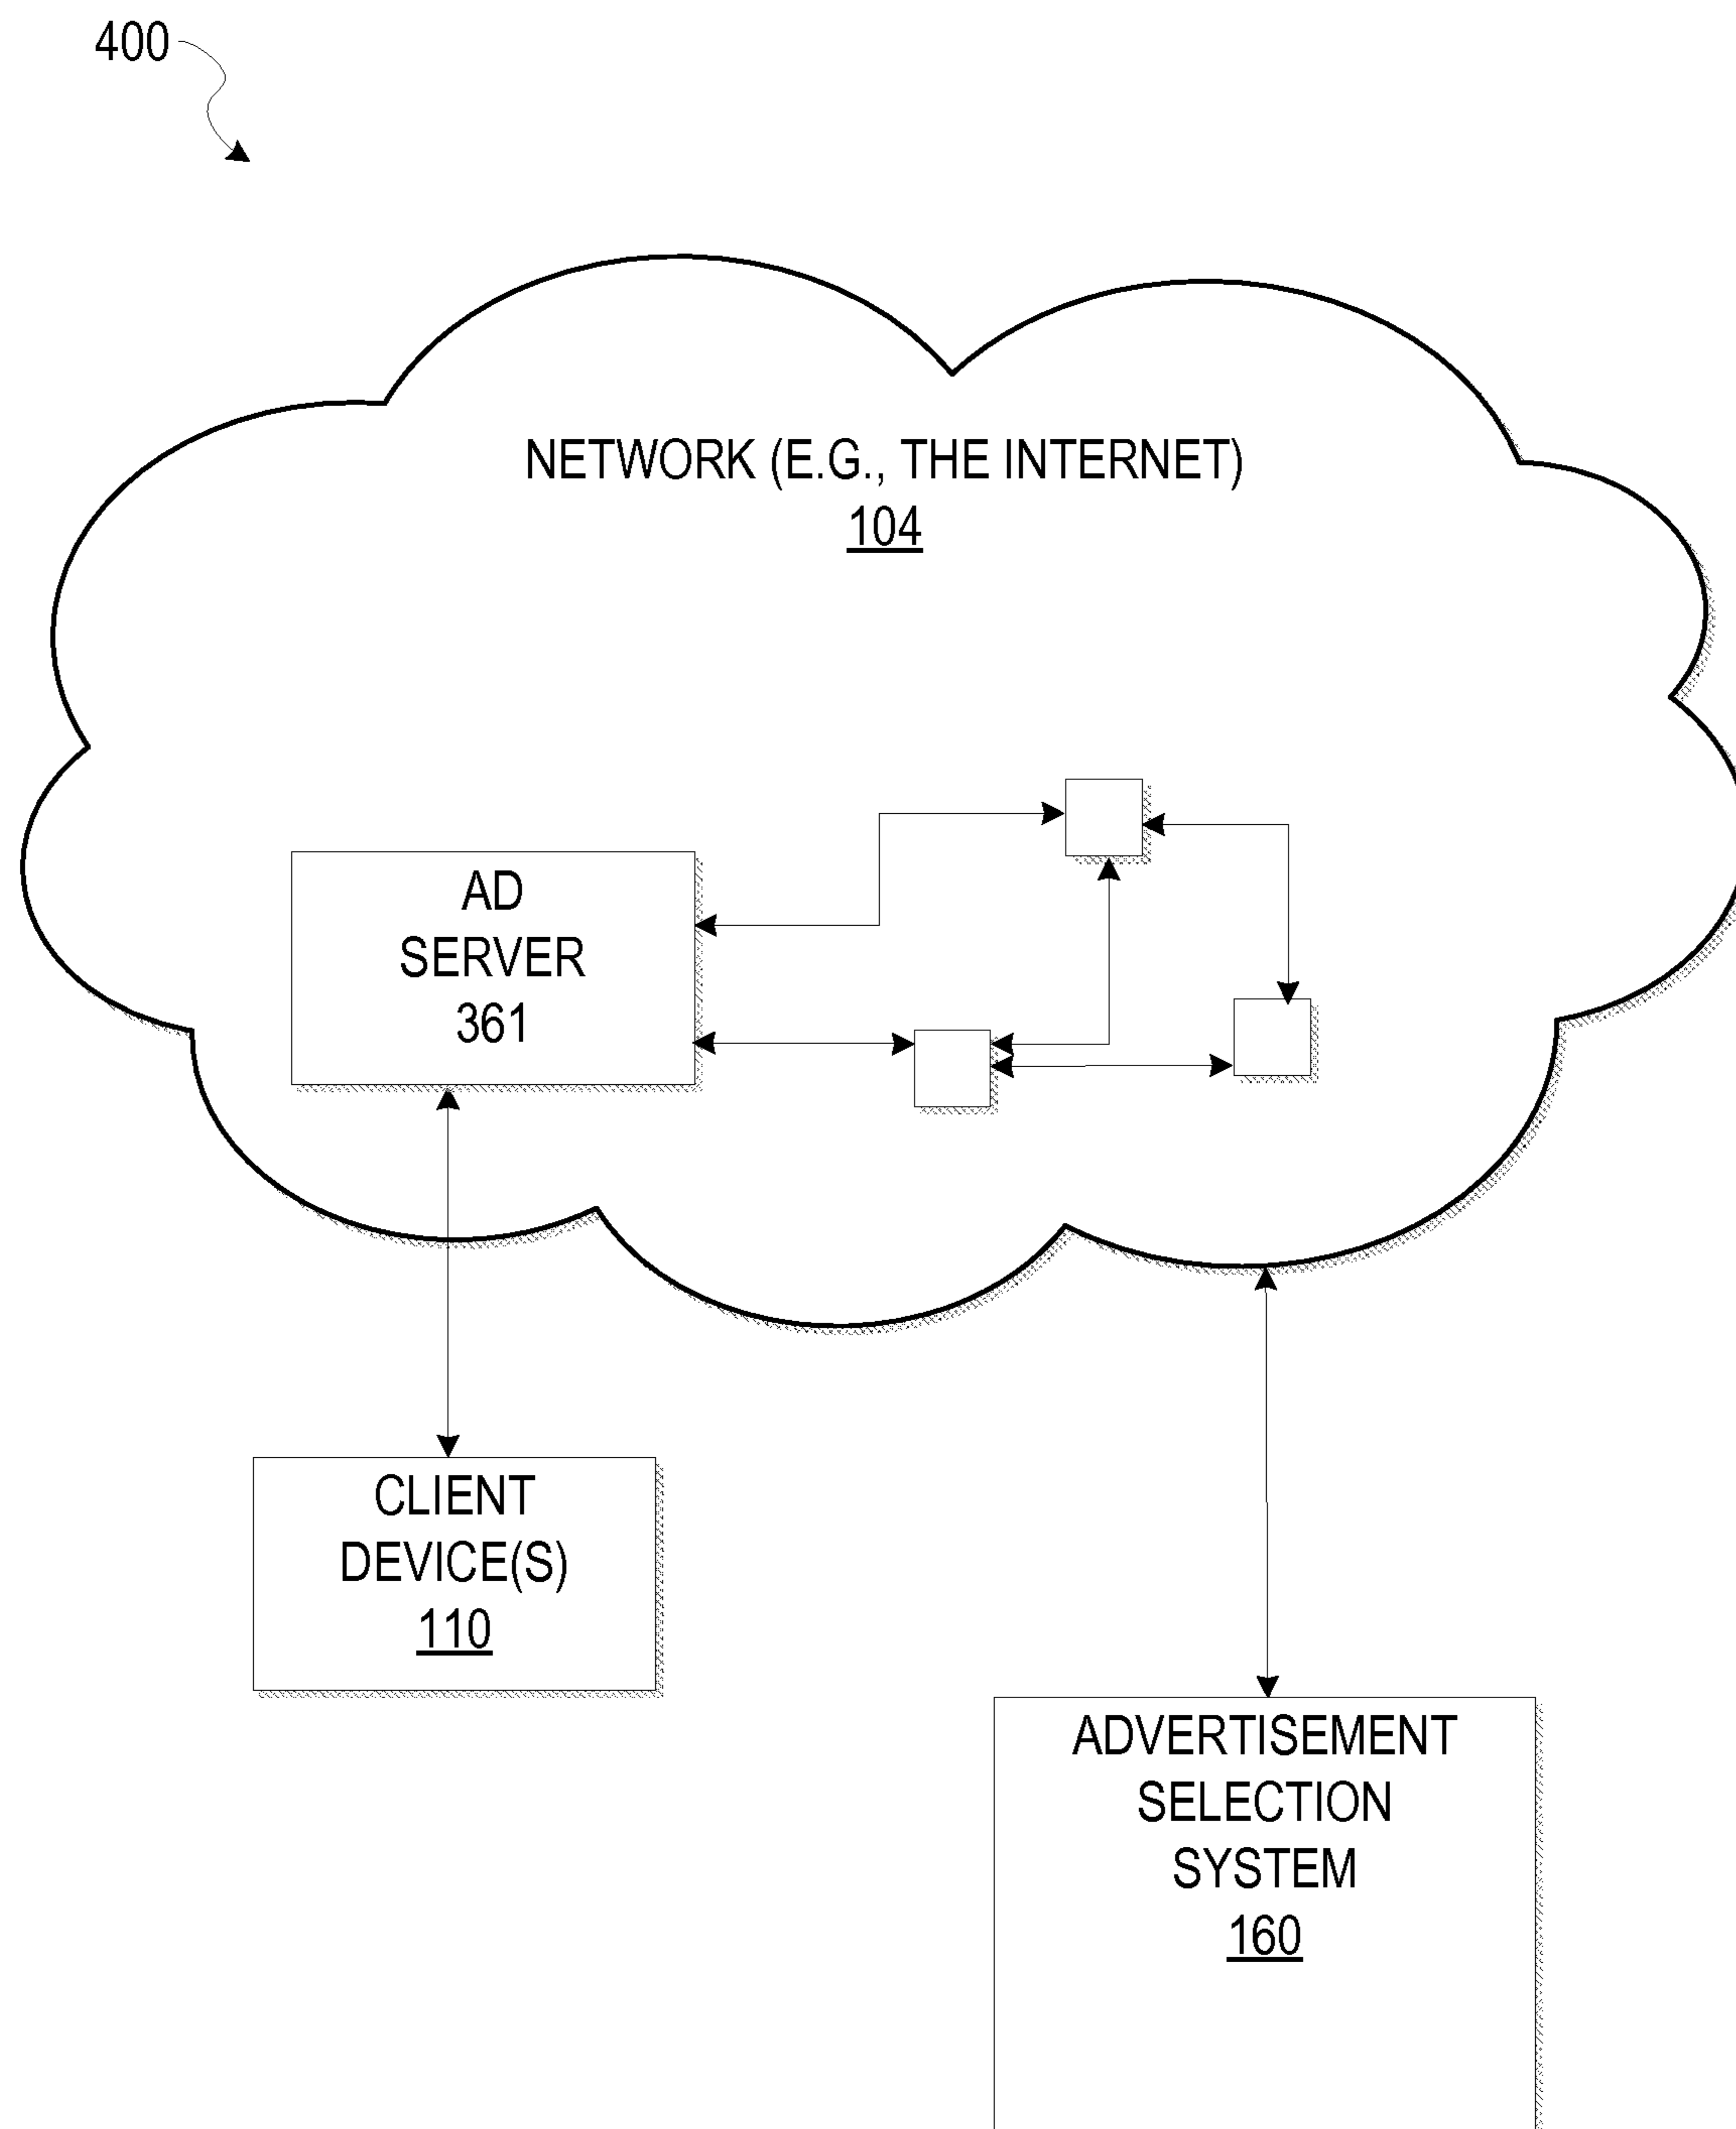 400
NETWORK (E.G., THE INTERNET)
104
AD
SERVER
361
CLIENT
DEVICE(S)
110
ADVERTISEMENT
SELECTION
SYSTEM
160